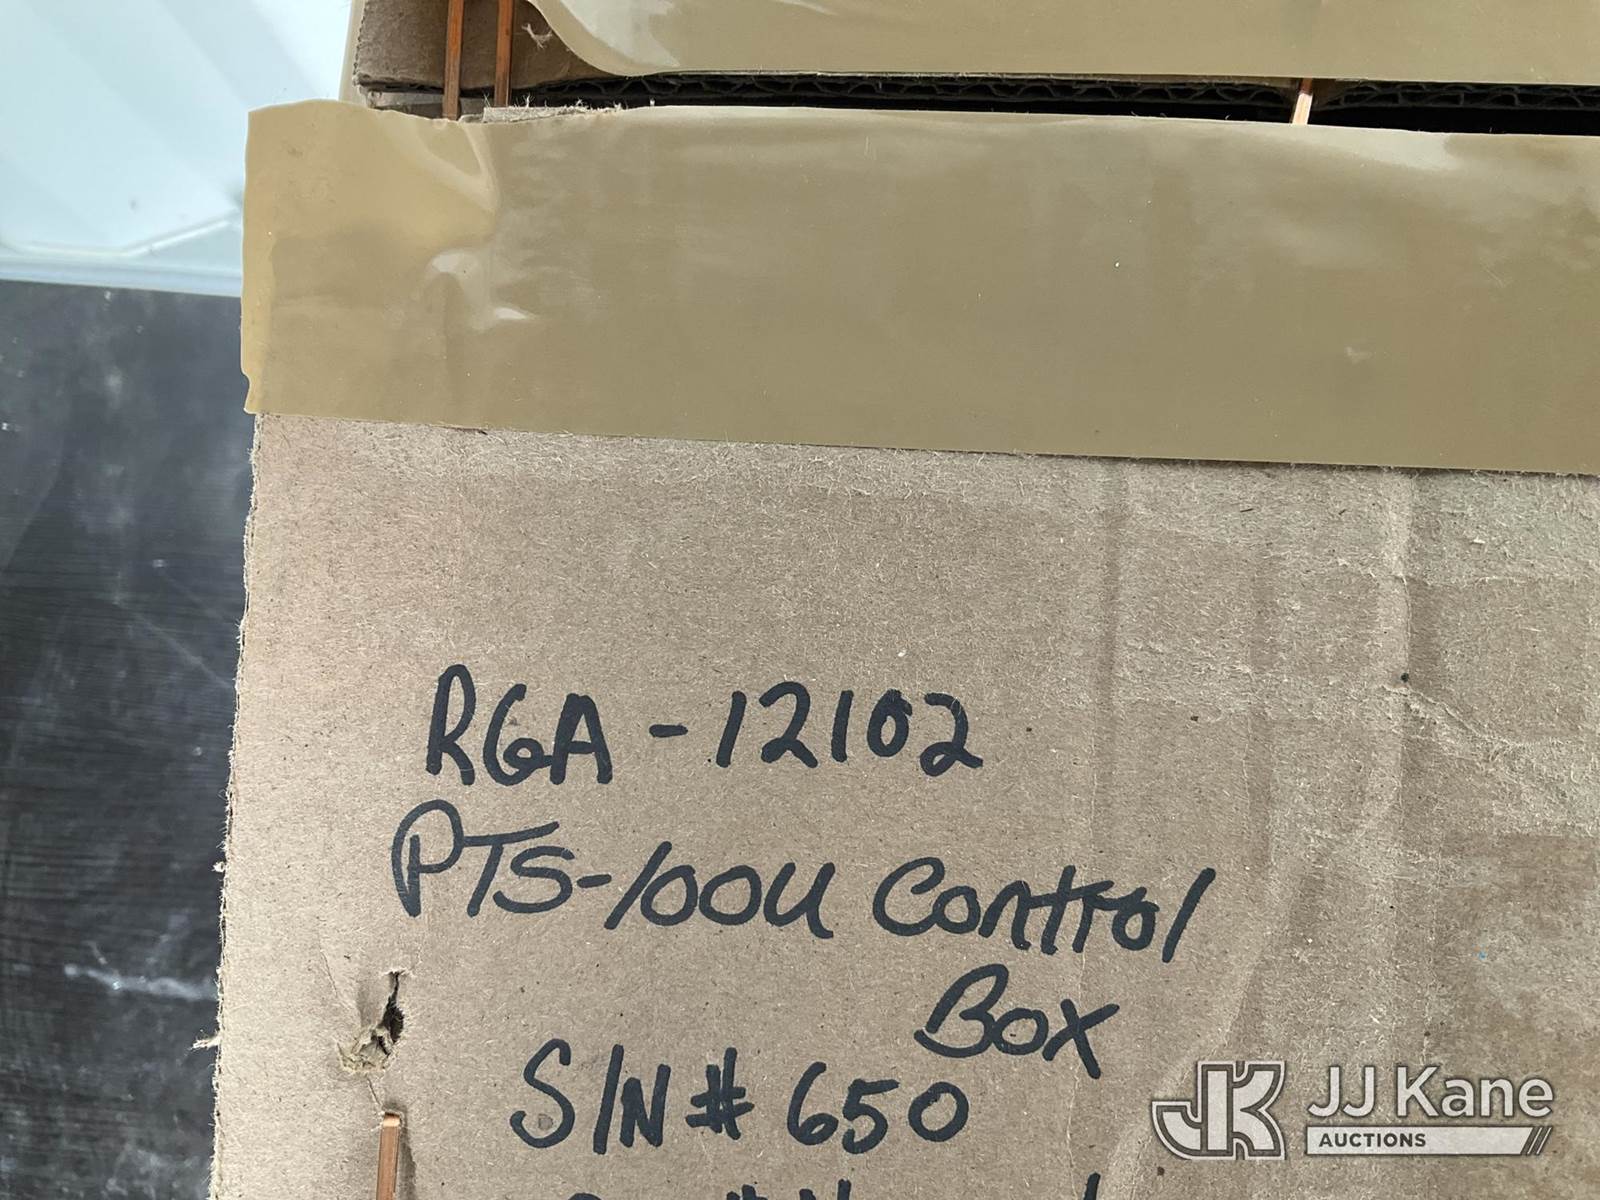 RGA-12102
PTS-100U Control
Box
S/N # 650
JJ Kane
AUCTIONS